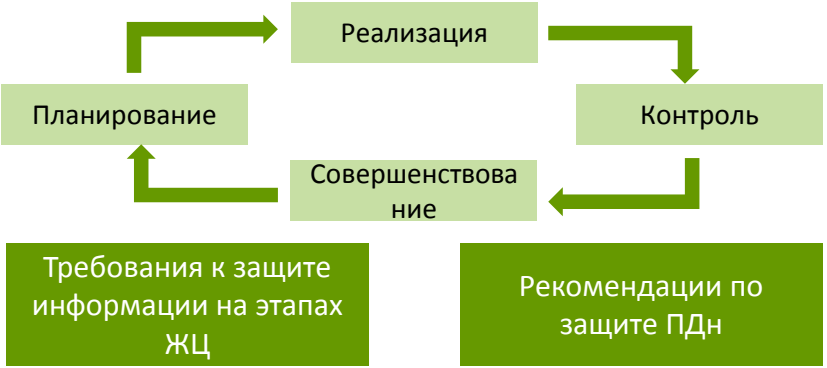 Реализация
Планирование
Контроль
Совершенствова
ние
Требования к защите
информации на этапах
ЖЦ
Рекомендации по
защите ПДн